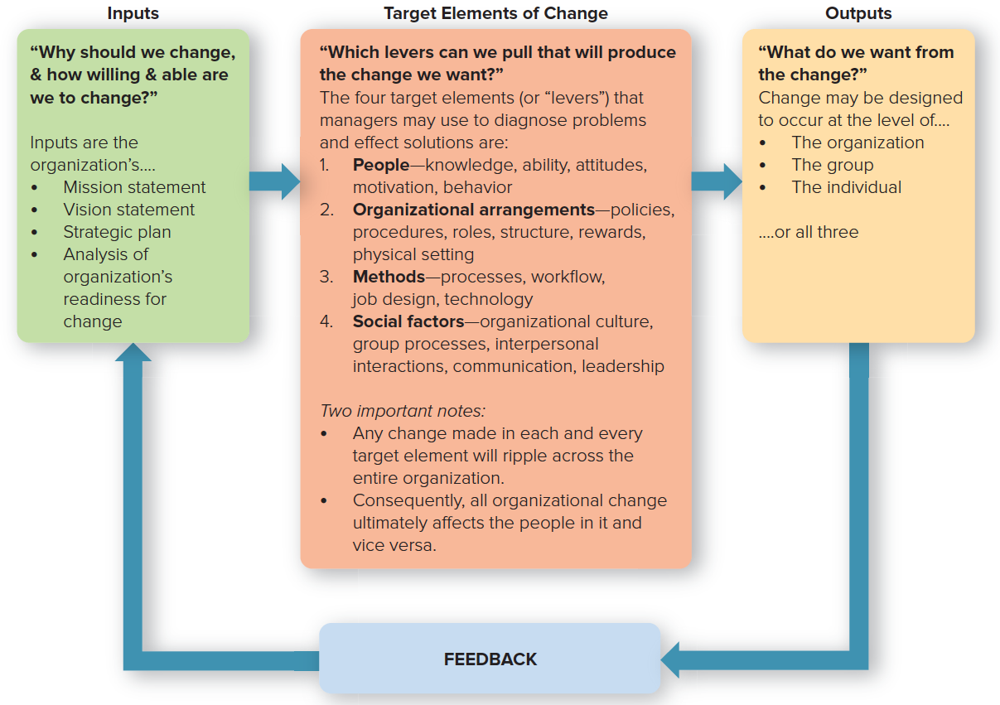 Inputs
Target Elements of Change
Outputs
“Why should we change,
& how willing & able are
we to change?”
Inputs are the
organization’s....
• Mission statement
• Vision statement
• Strategic plan
• Analysis of
organization’s
readiness for
change
“Which levers can we pull that will produce
the change we want?”
The four target elements (or “levers”) that
managers may use to diagnose problems
and effect solutions are:
1. People—knowledge, ability, attitudes,
motivation, behavior
2. Organizational arrangements—policies,
procedures, roles, structure, rewards,
physical setting
3. Methods—processes, workflow,
job design, technology
4. Social factors—organizational culture,
group processes, interpersonal
interactions, communication, leadership
Two important notes:
• Any change made in each and every
target element will ripple across the
entire organization.
• Consequently, all organizational change
ultimately affects the people in it and
vice versa.
“What do we want from
the change?”
Change may be designed
to occur at the level of....
• The organization
• The group
• The individual
....or all three
FEEDBACK